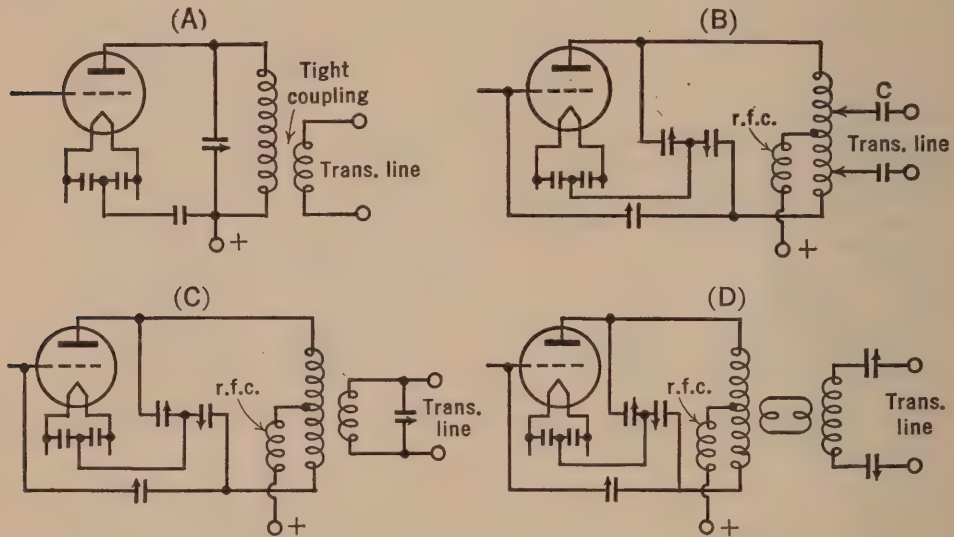 (A)
Tight
coupling
Trans. line
+
(B)
r.f.c.
C
Trans. line
+
(C)
r.f.c.
Trans.
line
+
(D)
r.f.c.
Trans.
line
+